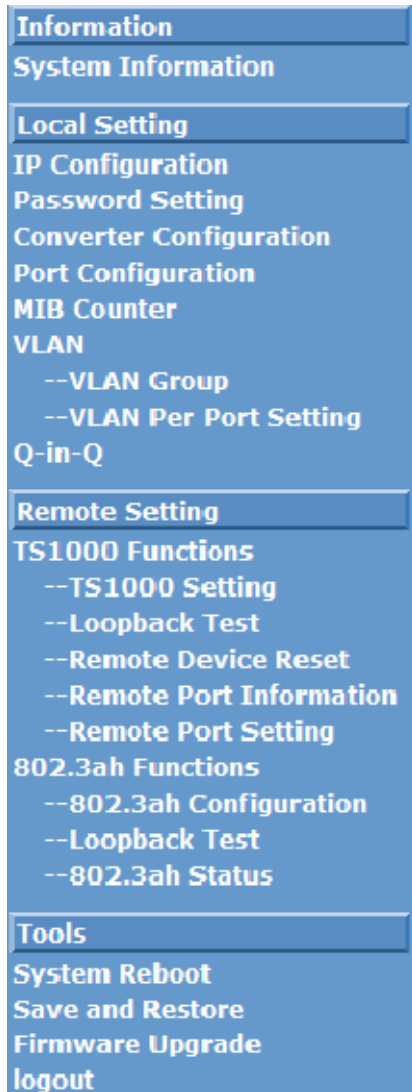 Information
System Information
Local Setting
IP Configuration
Password Setting
Converter Configuration
Port Configuration
MIB Counter
VLAN
--VLAN Group
--VLAN Per Port Setting
Q-in-Q
Remote Setting
TS1000 Functions
--TS1000 Setting
--Loopback Test
--Remote Device Reset
--Remote Port Information
--Remote Port Setting
802.3ah Functions
--802.3ah Configuration
--Loopback Test
--802.3ah Status
Tools
System Reboot
Save and Restore
Firmware Upgrade
logout